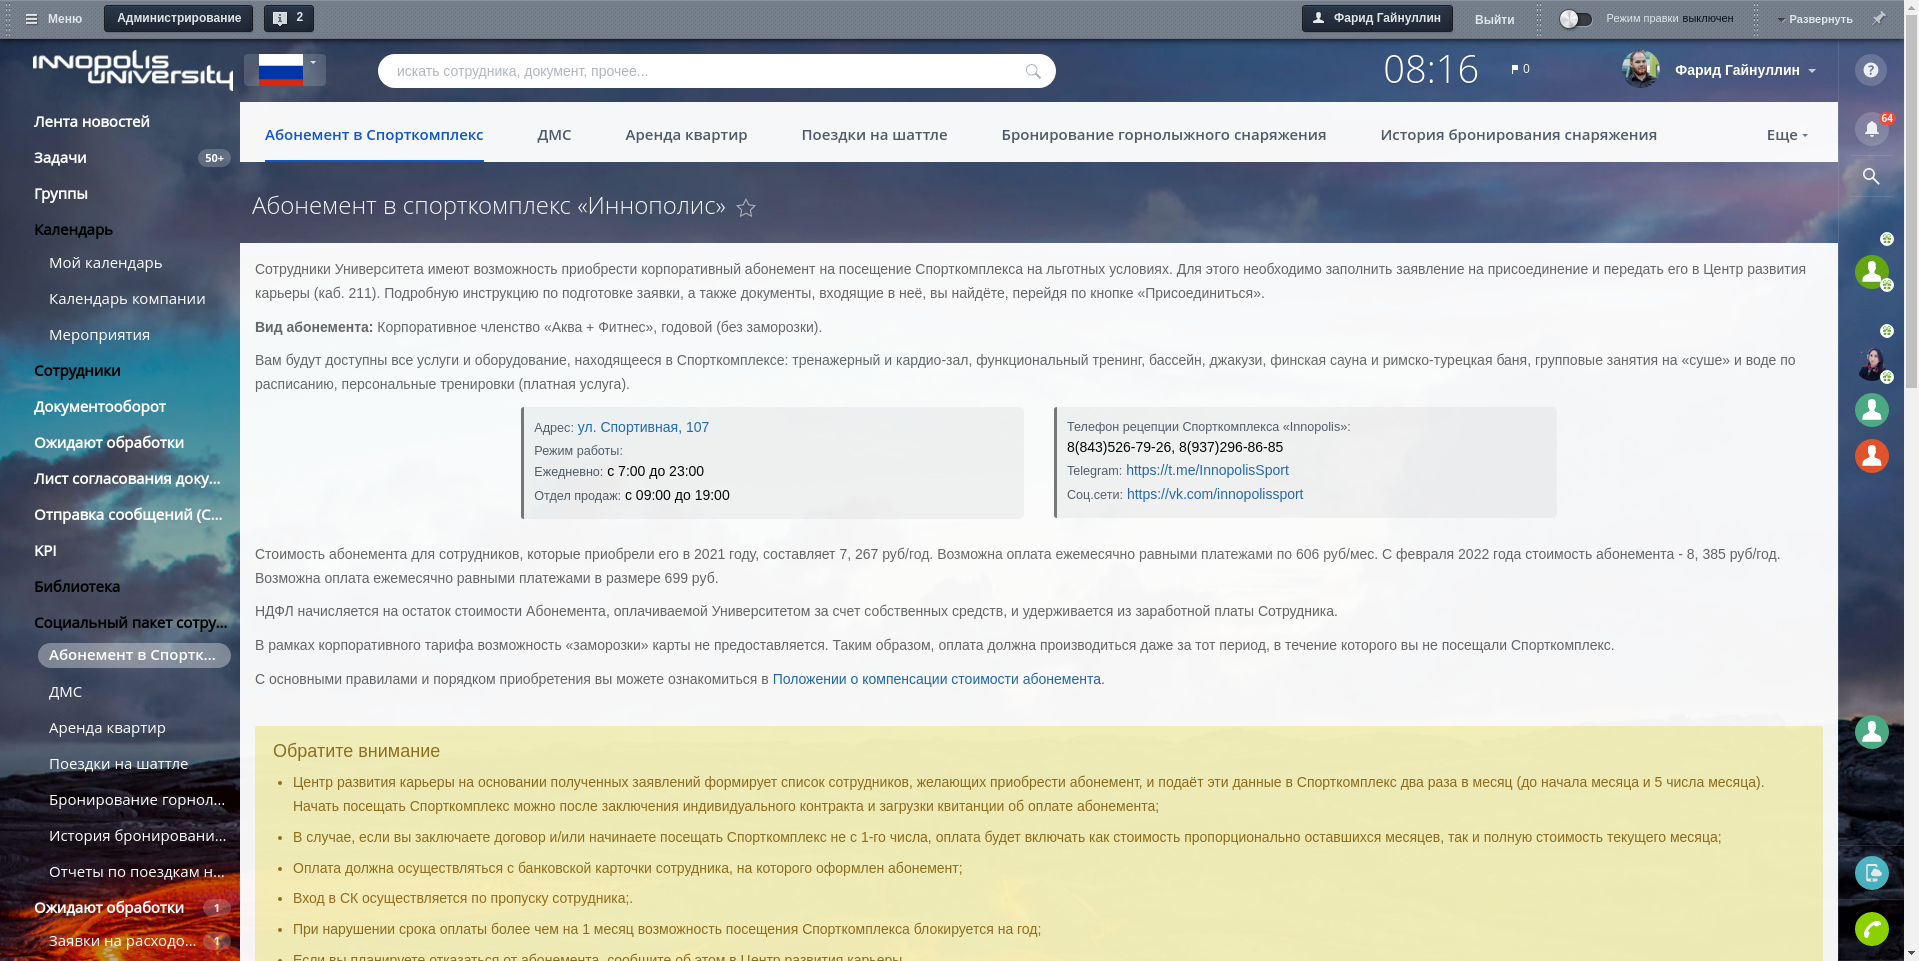 Меню
Администрирование
2
Фарид Гайнуллин
Выйти
Режим правки выключен
Развернуть
INNOPOLIS
UNIVERSITY
искать сотрудника, документ, прочее...
08:16
0
Фарид Гайнуллин
64
Лента новостей
Задачи 50+
Группы
Календарь
Мой календарь
Календарь компании
Мероприятия
Сотрудники
Документооборот
Ожидают обработки
Лист согласования доку...
Отправка сообщений (С...
KPI
Библиотека
Социальный пакет сотру...
Абонемент в Спортк...
ДМС
Аренда квартир
Поездки на шаттле
Бронирование горнол...
История бронировани...
Отчеты по поездкам н...
Ожидают обработки 1
Заявки на расходо... 1
Абонемент в Спорткомплекс
ДМС
Аренда квартир
Поездки на шаттле
Бронирование горнолыжного снаряжения
История бронирования снаряжения
Еще
Абонемент в спорткомплекс «Иннополис»
Сотрудники Университета имеют возможность приобрести корпоративный абонемент на посещение Спорткомплекса на льготных условиях. Для этого необходимо заполнить заявление на присоединение и передать его в Центр развития
карьеры (каб. 211). Подробную инструкцию по подготовке заявки, а также документы, входящие в неё, вы найдёте, перейдя по кнопке «Присоединиться».
Вид абонемента: Корпоративное членство «Аква + Фитнес», годовой (без заморозки).
Вам будут доступны все услуги и оборудование, находящееся в Спорткомплексе: тренажерный и кардио-зал, функциональный тренинг, бассейн, джакузи, финская сауна и римско-турецкая баня, групповые занятия на «суше» и воде по
расписанию, персональные тренировки (платная услуга).
Адрес: ул. Спортивная, 107
Режим работы:
Ежедневно: с 7:00 до 23:00
Отдел продаж: с 09:00 до 19:00
Телефон рецепции Спорткомплекса «Innopolis»:
8(843)526-79-26, 8(937)296-86-85
Telegram: https://t.me/InnopolisSport
Соц.сети: https://vk.com/innopolissport
Стоимость абонемента для сотрудников, которые приобрели его в 2021 году, составляет 7, 267 руб/год. Возможна оплата ежемесячно равными платежами по 606 руб/мес. С февраля 2022 года стоимость абонемента - 8, 385 руб/год.
Возможна оплата ежемесячно равными платежами в размере 699 руб.
НДФЛ начисляется на остаток стоимости Абонемента, оплачиваемой Университетом за счет собственных средств, и удерживается из заработной платы Сотрудника.
В рамках корпоративного тарифа возможность «заморозки» карты не предоставляется. Таким образом, оплата должна производиться даже за тот период, в течение которого вы не посещали Спорткомплекс.
С основными правилами и порядком приобретения вы можете ознакомиться в Положении о компенсации стоимости абонемента.
Обратите внимание
• Центр развития карьеры на основании полученных заявлений формирует список сотрудников, желающих приобрести абонемент, и подаёт эти данные в Спорткомплекс два раза в месяц (до начала месяца и 5 числа месяца).
Начать посещать Спорткомплекс можно после заключения индивидуального контракта и загрузки квитанции об оплате абонемента;
• В случае, если вы заключаете договор и/или начинаете посещать Спорткомплекс не с 1-го числа, оплата будет включать как стоимость пропорционально оставшихся месяцев, так и полную стоимость текущего месяца;
• Оплата должна осуществляться с банковской карточки сотрудника, на которого оформлен абонемент;
• Вход в СК осуществляется по пропуску сотрудника;.
• При нарушении срока оплаты более чем на 1 месяц возможность посещения Спорткомплекса блокируется на год;
• Если вы планируете отказаться от абонемента, сообщите об этом в Центр развития карьеры